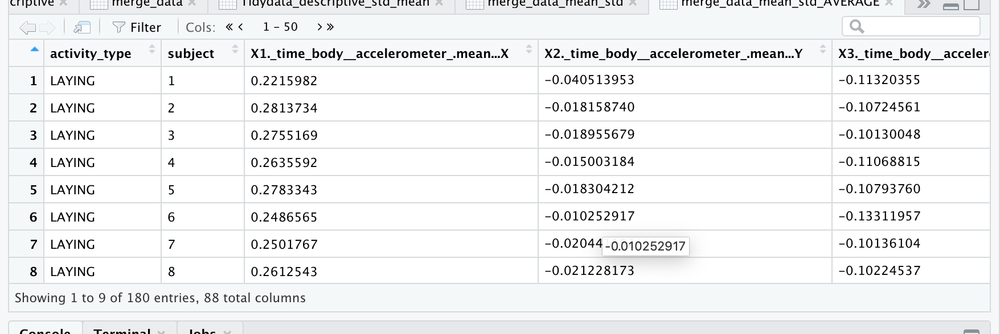 criptive merge_data Tidydata_descriptive_std_mean merge_data_mean_std merge_data_mean_std_AVERAGE
Filter Cols: 1 - 50
activity_type subject X1._time_body__accelerometer_.mean...X X2._time_body__accelerometer_.mean...Y X3._time_body__acceler
1 LAYING 1 0.2215982 -0.040513953 -0.11320355
2 LAYING 2 0.2813734 -0.018158740 -0.10724561
3 LAYING 3 0.2755169 -0.018955679 -0.10130048
4 LAYING 4 0.2635592 -0.015003184 -0.11068815
5 LAYING 5 0.2783343 -0.018304212 -0.10793760
6 LAYING 6 0.2486565 -0.010252917 -0.13311957
7 LAYING 7 0.2501767 -0.02044 -0.010252917 -0.10136104
8 LAYING 8 0.2612543 -0.021228173 -0.10224537
Showing 1 to 9 of 180 entries, 88 total columns
Console Terminal Jobs